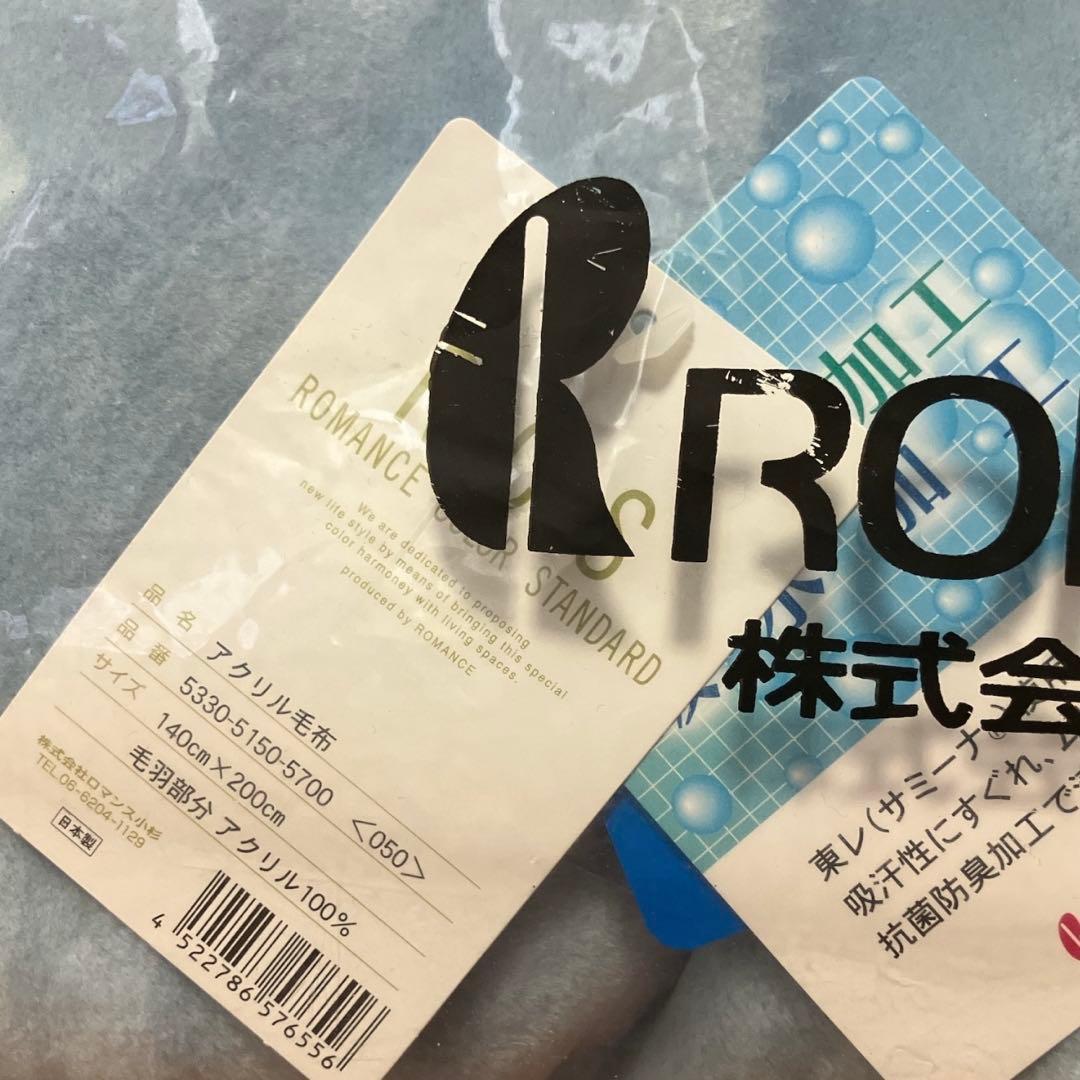 ROMANCE COLOR STANDARD
We are dedicated to proposing
new life style by means of bringing this special
color harmoney with living spaces.
produced by ROMANCE
品名 アクリル毛布
品番 5330-5150-5700 〈050〉
サイズ 140cm×200cm
毛羽部分 アクリル100%
株式会社ロマンス小杉
TEL.06-6204-1129
日本製
4 522786 576556
RO
株式会
加工
加工
東レ(サミーナ®
吸汗性にすぐれ、
抗菌防臭加工で